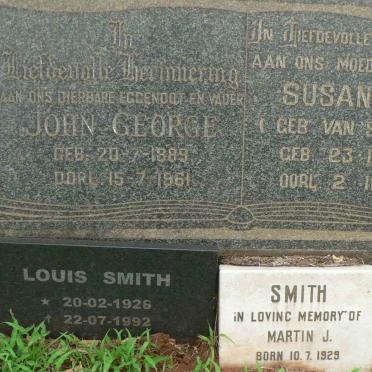 In
Liefdevolle Herinnering
AAN ONS DIERBARE EGGENOOT EN VADER
JOHN GEORGE
GEB. 20-7-1889
OORL. 15-7-1961
In Liefdevolle
AAN ONS MOED
SUSAN
( GEB VAN S
GEB. 23
OORL. 2
LOUIS SMITH
★ 20-02-1926
† 22-07-1992
SMITH
IN LOVING MEMORY OF
MARTIN J.
BORN 10.7.1929